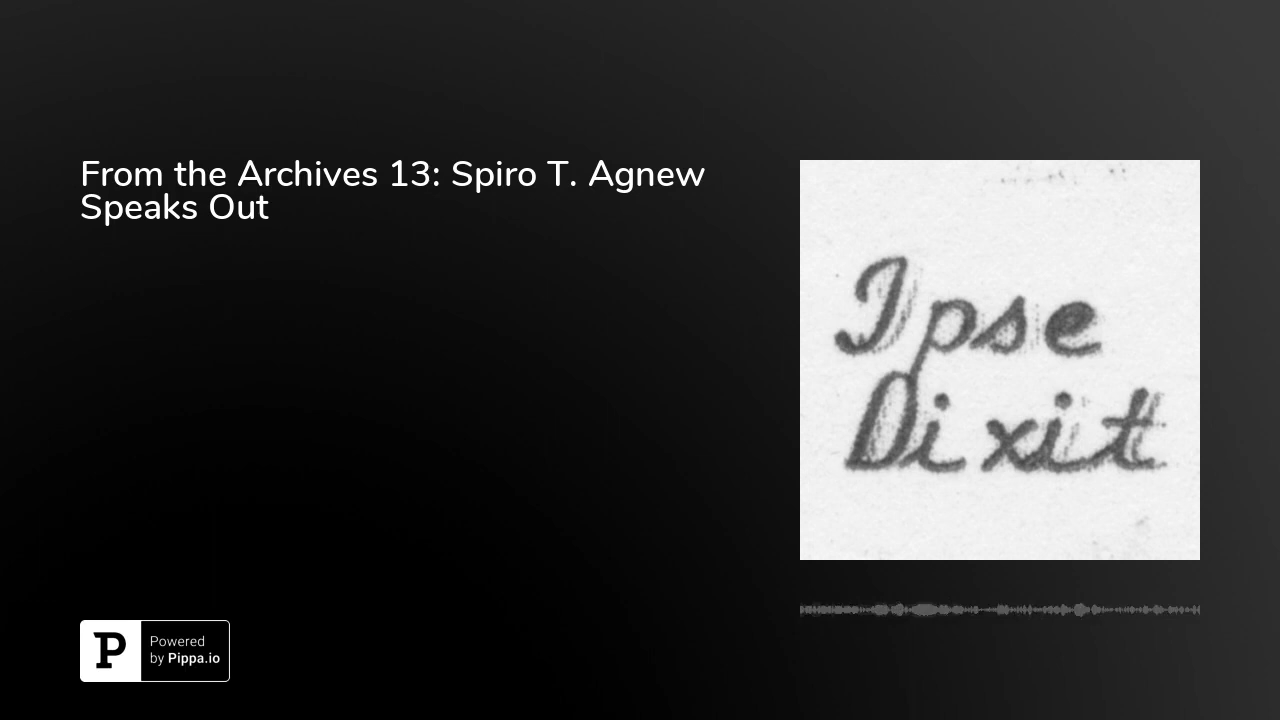 From the Archives 13: Spiro T. Agnew
Speaks Out
Ipse
Dixit
P
Powered
by Pippa.io